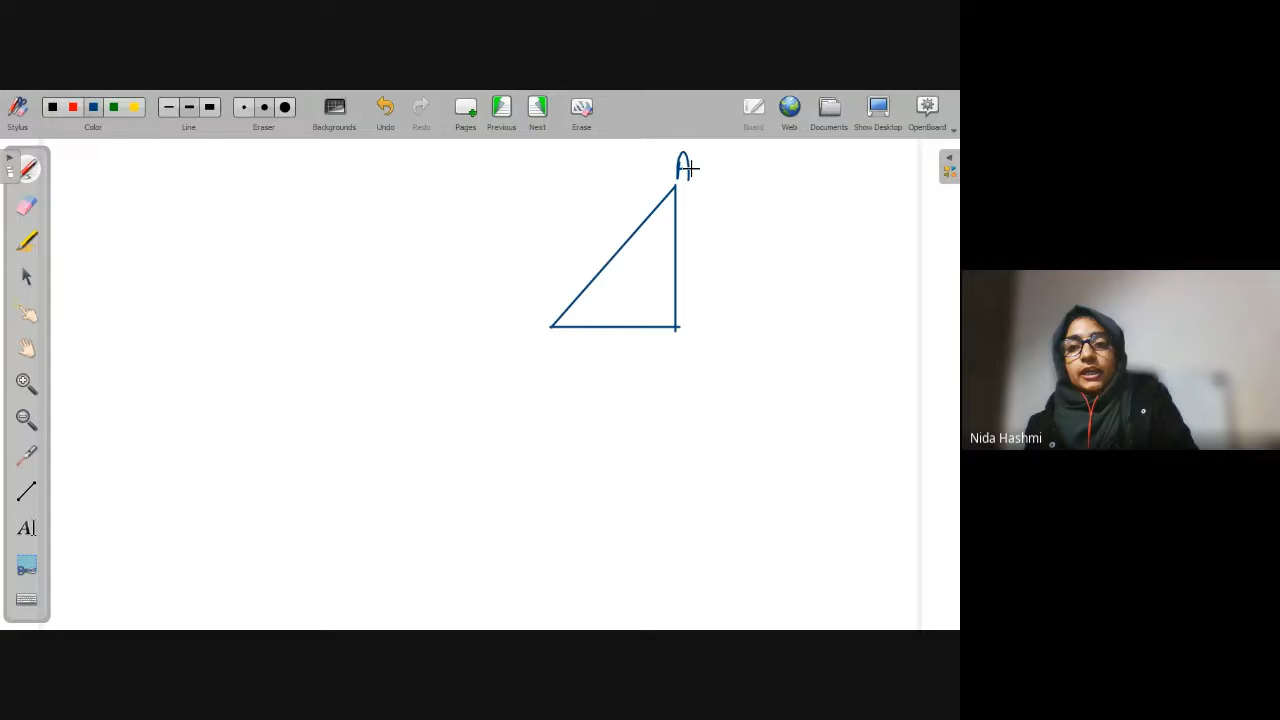 Stylus Color Line Eraser Backgrounds Undo Redo Pages Previous Next Erase Board Web Documents Show Desktop OpenBoard
A
A
Nida Hashmi